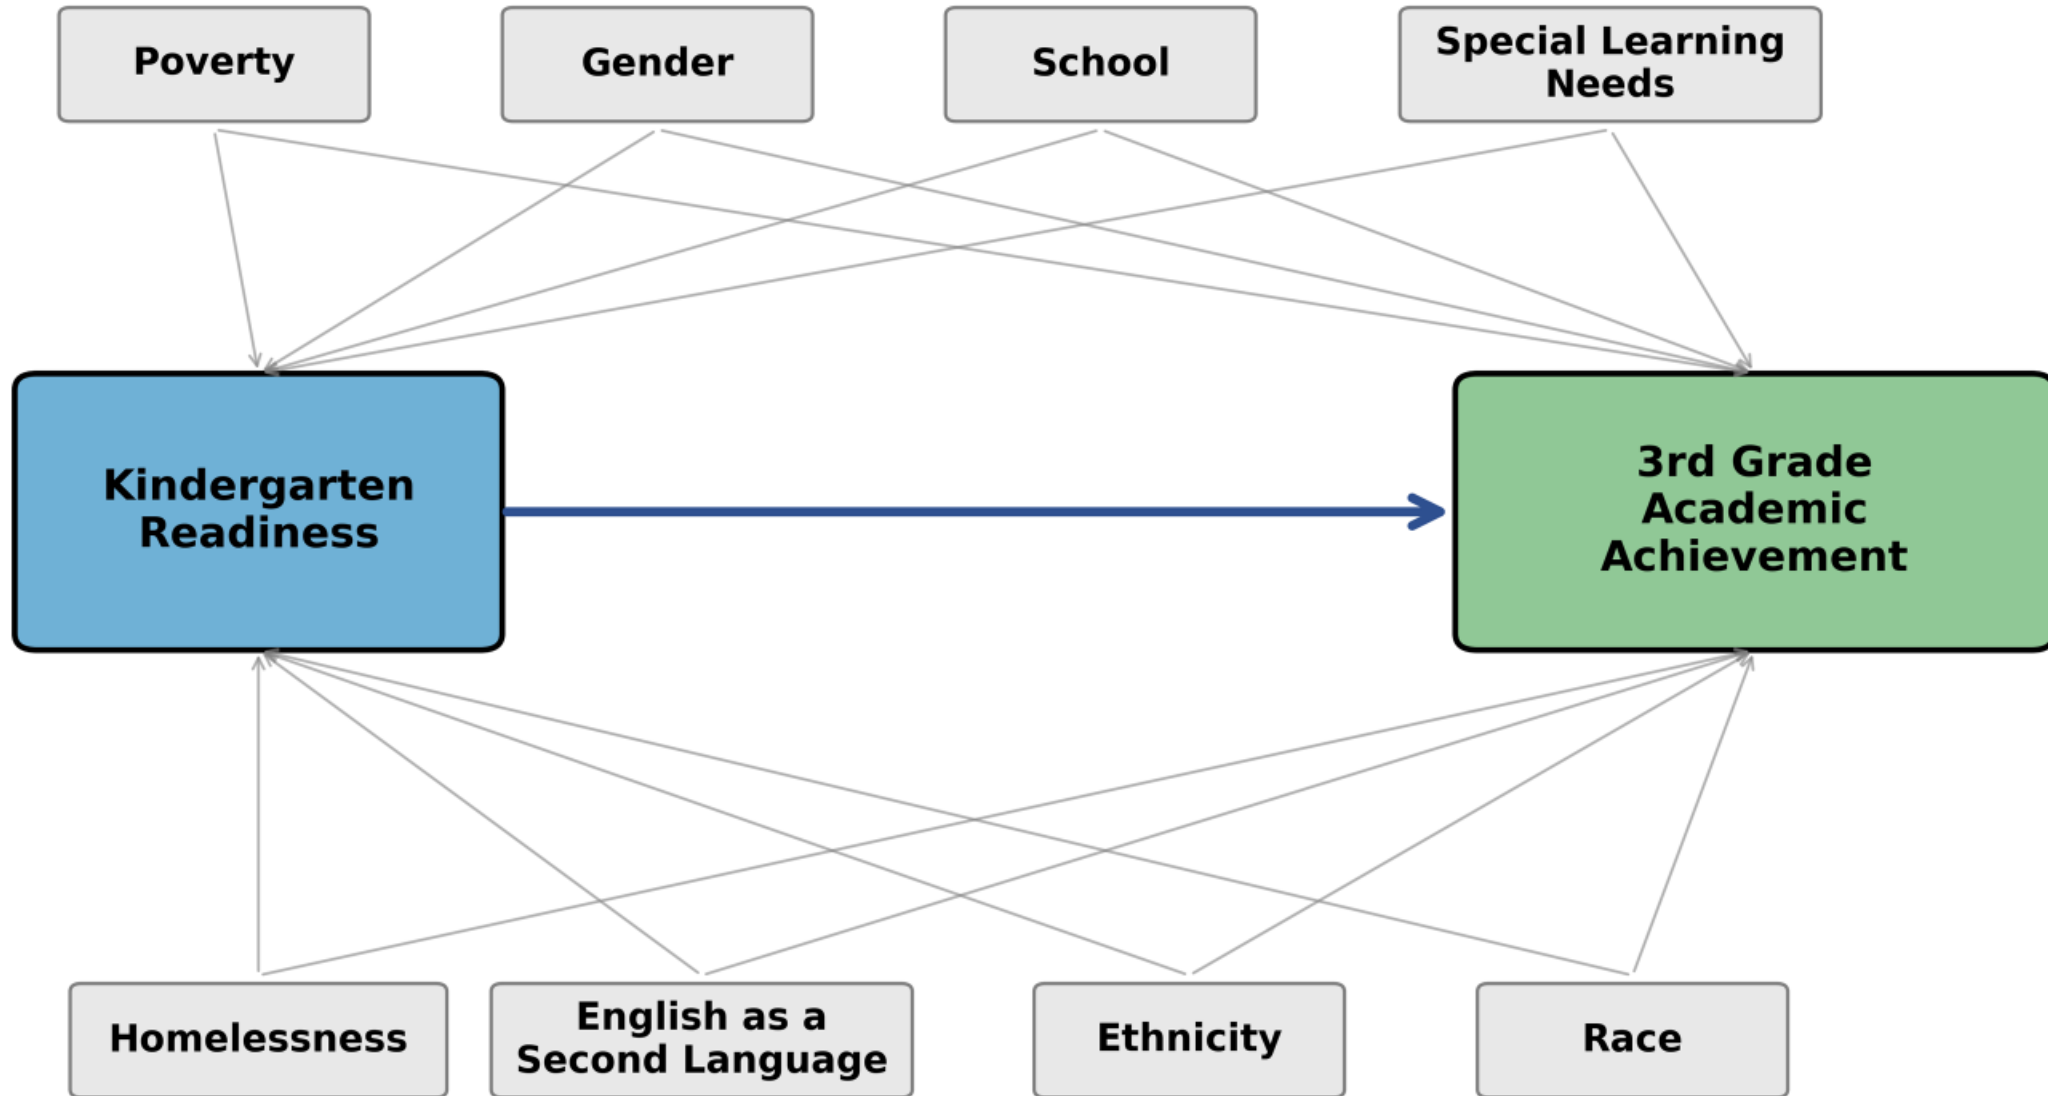 Poverty
Gender
School
Special Learning
Needs
Kindergarten
Readiness
3rd Grade
Academic
Achievement
Homelessness
English as a
Second Language
Ethnicity
Race